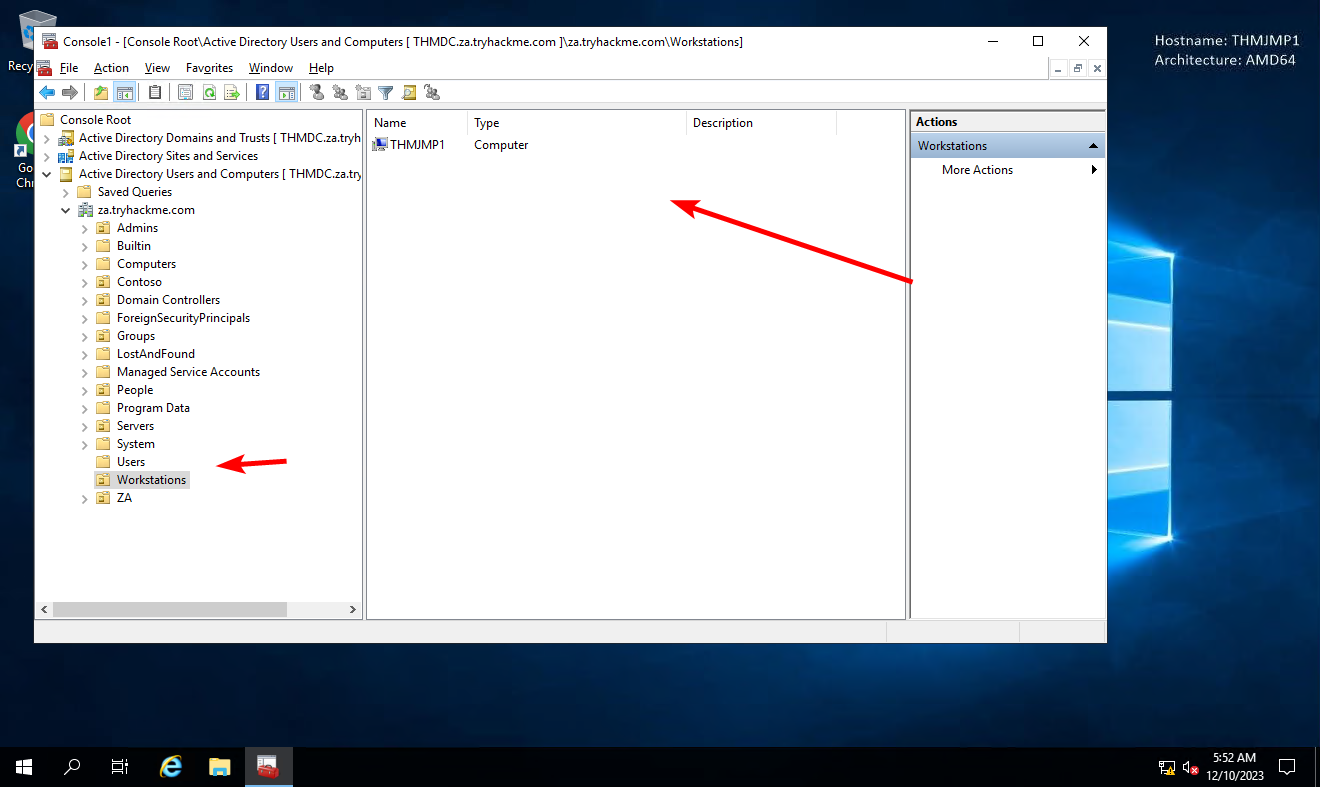 Console1 - [Console Root\Active Directory Users and Computers [ THMDC.za.tryhackme.com ]\za.tryhackme.com\Workstations]
Hostname: THMJMP1
Architecture: AMD64
Recy
File Action View Favorites Window Help
Console Root
Active Directory Domains and Trusts [ THMDC.za.tryh
Active Directory Sites and Services
Active Directory Users and Computers [ THMDC.za.try
Saved Queries
za.tryhackme.com
Admins
Builtin
Computers
Contoso
Domain Controllers
ForeignSecurityPrincipals
Groups
LostAndFound
Managed Service Accounts
People
Program Data
Servers
System
Users
Workstations
ZA
Name Type Description
THMJMP1 Computer
Actions
Workstations
More Actions
Go
Chr
5:52 AM
12/10/2023